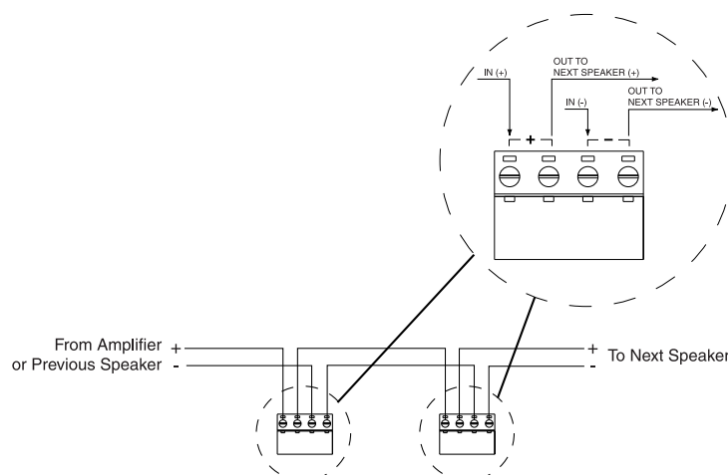 OUT TO
NEXT SPEAKER (+)
IN (+)
OUT TO
NEXT SPEAKER (-)
IN (-)
+ -
From Amplifier +
or Previous Speaker -
+ To Next Speaker
-